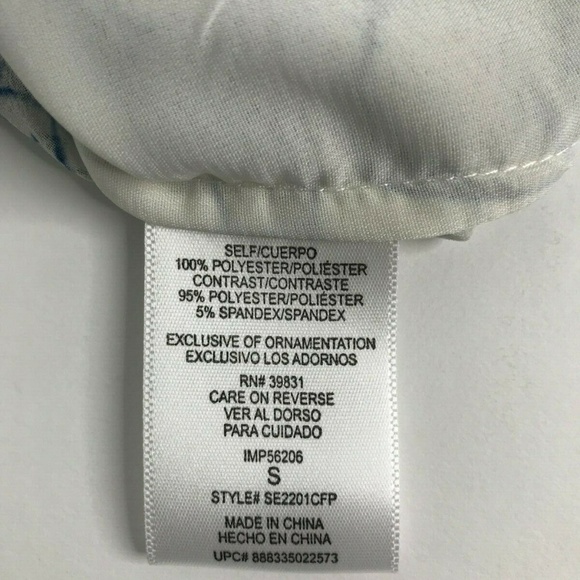 SELF/CUERPO
100% POLYESTER/POLIÉSTER
CONTRAST/CONTRASTE
95% POLYESTER/POLIÉSTER
5% SPANDEX/SPANDEX
EXCLUSIVE OF ORNAMENTATION
EXCLUSIVO LOS ADORNOS
RN# 39831
CARE ON REVERSE
VER AL DORSO
PARA CUIDADO
IMP56206
S
STYLE# SE2201CFP
MADE IN CHINA
HECHO EN CHINA
UPC# 888335022573